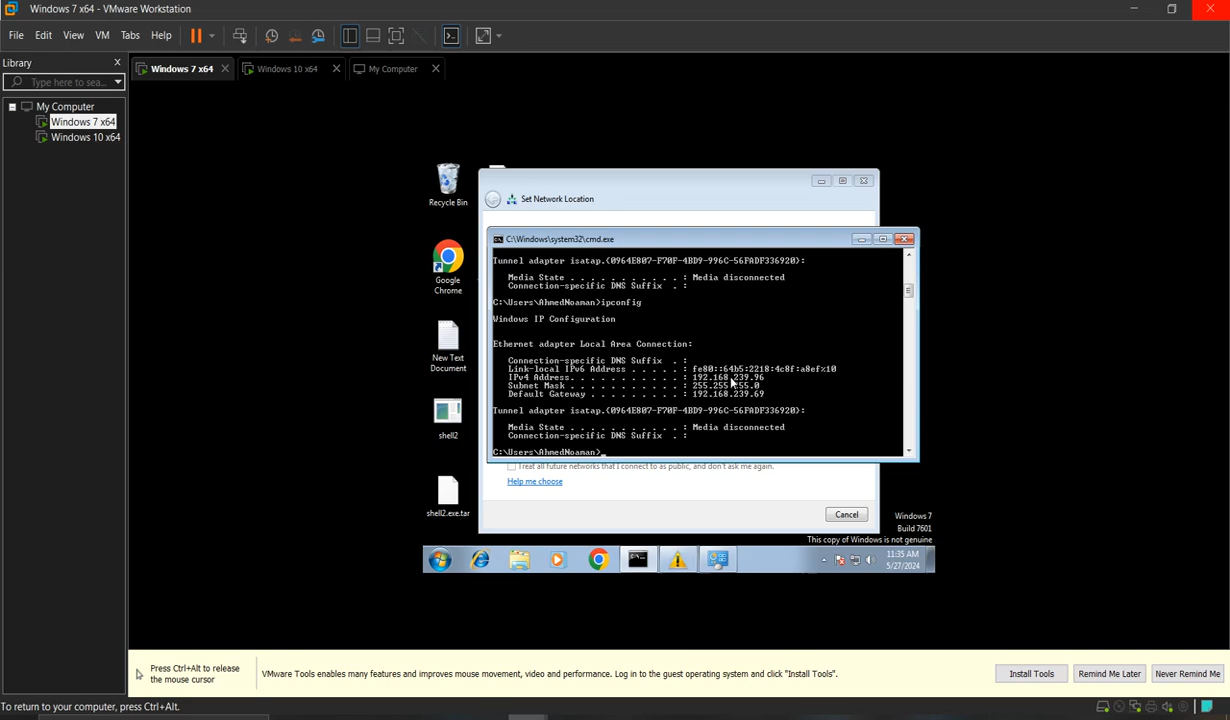 Windows 7 x64 - VMware Workstation
File Edit View VM Tabs Help
Library
Type here to sea...
My Computer
Windows 7 x64
Windows 10 x64
Windows 7 x64
Windows 10 x64
My Computer
Recycle Bin
Google
Chrome
New Text
Document
shell2
shell2.exe.tar
Set Network Location
C:\Windows\system32\cmd.exe
Tunnel adapter isatap.{0964E807-F70F-4BD9-996C-56FADF336920}:
Media State . . . . . . . . . . . : Media disconnected
Connection-specific DNS Suffix . :
C:\Users\AhmedNoaman>ipconfig
Windows IP Configuration
Ethernet adapter Local Area Connection:
Connection-specific DNS Suffix . :
Link-local IPv6 Address . . . . . : fe80::64b5:2218:4c8f:a8ef%10
IPv4 Address. . . . . . . . . . . : 192.168.239.96
Subnet Mask . . . . . . . . . . . : 255.255.255.0
Default Gateway . . . . . . . . . : 192.168.239.69
Tunnel adapter isatap.{0964E807-F70F-4BD9-996C-56FADF336920}:
Media State . . . . . . . . . . . : Media disconnected
Connection-specific DNS Suffix . :
C:\Users\AhmedNoaman>_
Treat all future networks that I connect to as public, and don't ask me again.
Help me choose
Cancel
Windows 7
Build 7601
This copy of Windows is not genuine
11:35 AM
5/27/2024
Press Ctrl+Alt to release
the mouse cursor
VMware Tools enables many features and improves mouse movement, video and performance. Log in to the guest operating system and click "Install Tools".
Install Tools
Remind Me Later
Never Remind Me
To return to your computer, press Ctrl+Alt.